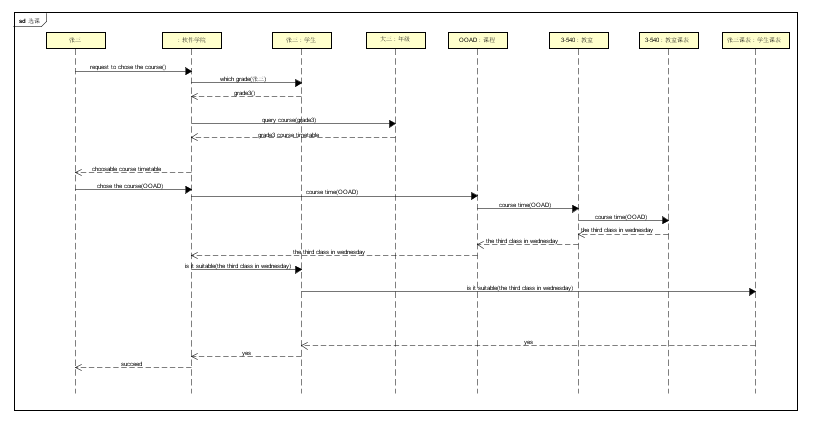 sd 选课
张三
: 软件学院
张三 : 学生
大三 : 年级
OOAD : 课程
3-540 : 教室
3-540 : 教室课表
张三课表 : 学生课表
request to chose the course()
which grade(张三)
grade3()
query course(grade3)
grade3 course timetable
choosable course timetable
chose the course(OOAD)
course time(OOAD)
course time(OOAD)
course time(OOAD)
the third class in wednesday
the third class in wednesday
the third class in wednesday
is it suitable(the third class in wednesday)
is it suitable(the third class in wednesday)
yes
yes
succeed